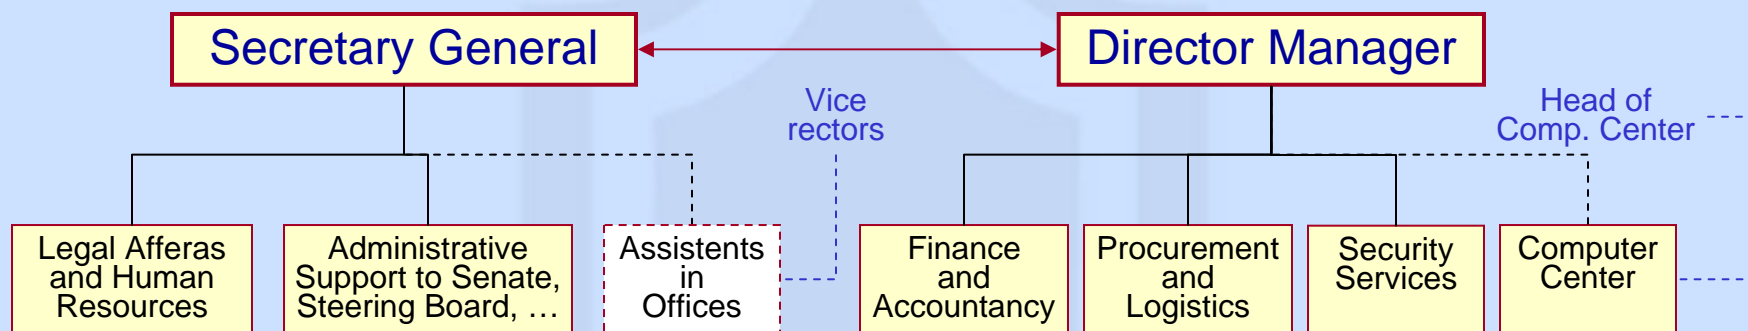 Secretary General
Director Manager
Vice
rectors
Head of
Comp. Center
Legal Afferas
and Human
Resources
Administrative
Support to Senate,
Steering Board, …
Assistents
in
Offices
Finance
and
Accountancy
Procurement
and
Logistics
Security
Services
Computer
Center